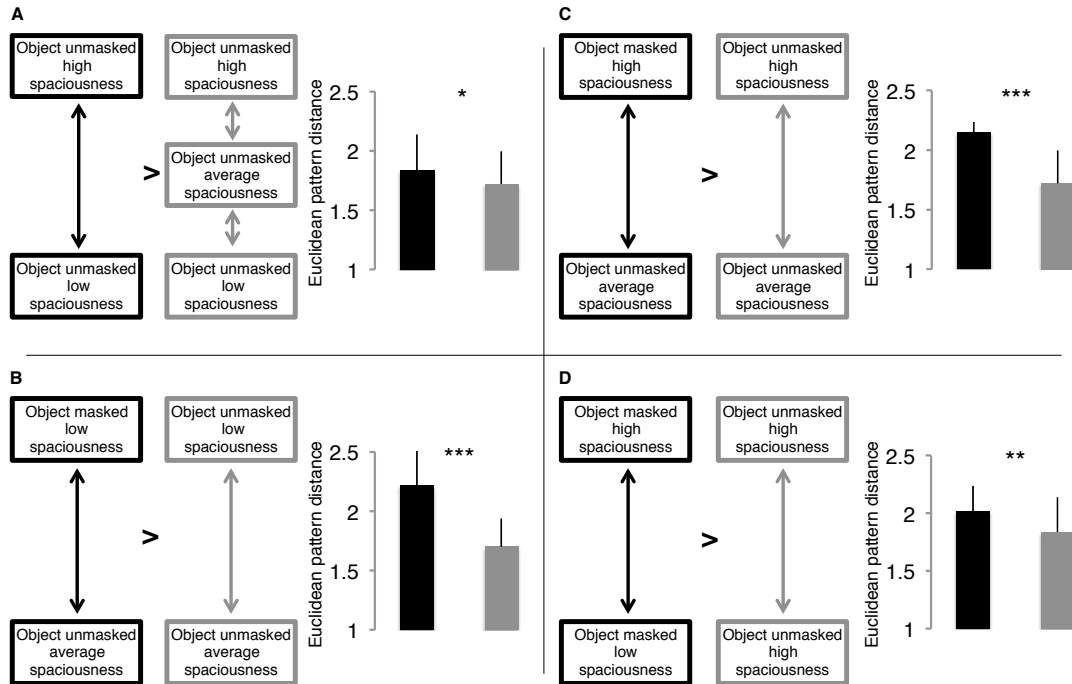 A
Object unmasked
high
spaciousness
Object unmasked
high
spaciousness
>
Object unmasked
average
spaciousness
Object unmasked
low
spaciousness
Object unmasked
low
spaciousness
Euclidean pattern distance
2.5
2
1.5
1
*
C
Object masked
high
spaciousness
Object unmasked
high
spaciousness
>
Object unmasked
average
spaciousness
Object unmasked
average
spaciousness
Euclidean pattern distance
2.5
2
1.5
1
***
B
Object masked
low
spaciousness
Object unmasked
low
spaciousness
>
Object unmasked
average
spaciousness
Object unmasked
average
spaciousness
Euclidean pattern distance
2.5
2
1.5
1
***
D
Object masked
high
spaciousness
Object unmasked
high
spaciousness
>
Object masked
low
spaciousness
Object unmasked
high
spaciousness
Euclidean pattern distance
2.5
2
1.5
1
**